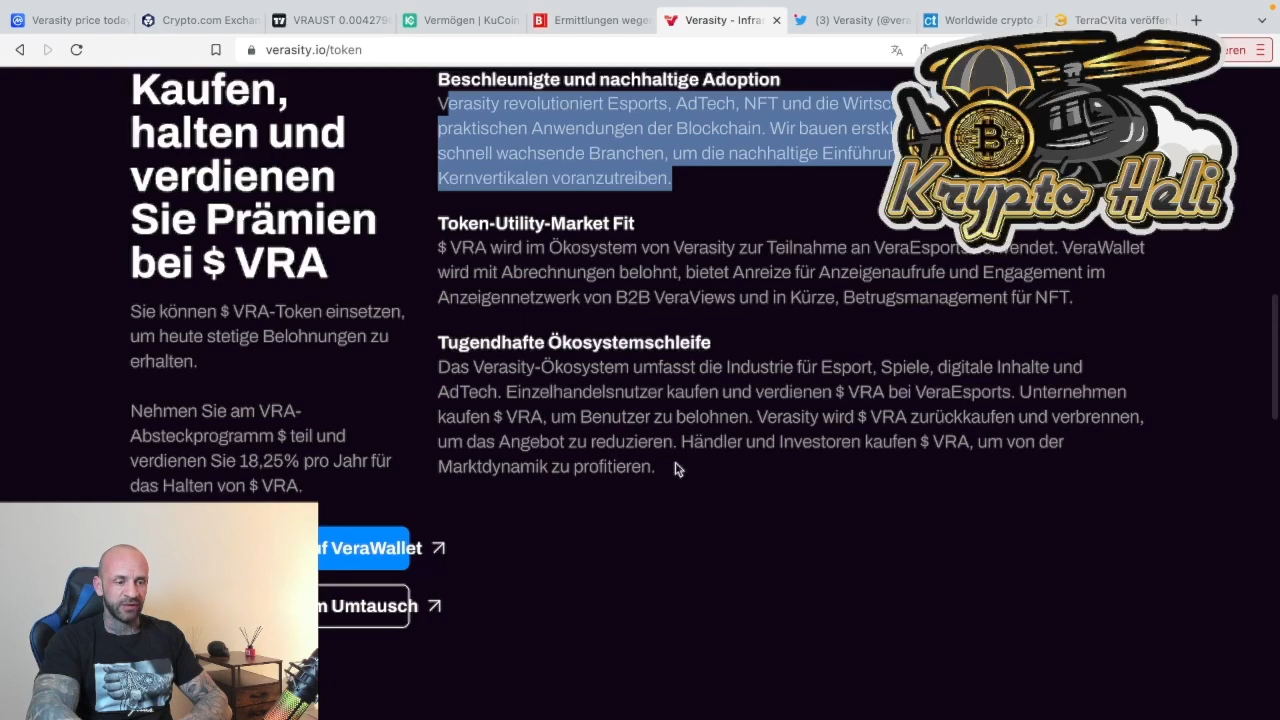 Verasity price today
Crypto.com Exchan
VRAUST 0.004279
Vermögen | KuCoin
Ermittlungen wege
Verasity - Infra
(3) Verasity (@vera
Worldwide crypto &
TerraCVita veröffen
verasity.io/token
eren
Kaufen,
halten und
verdienen
Sie Prämien
bei $ VRA
Sie können $ VRA-Token einsetzen,
um heute stetige Belohnungen zu
erhalten.
Nehmen Sie am VRA-
Absteckprogramm $ teil und
verdienen Sie 18,25% pro Jahr für
das Halten von $ VRA.
uf VeraWallet
m Umtausch
Beschleunigte und nachhaltige Adoption
Verasity revolutioniert Esports, AdTech, NFT und die Wirtsc
praktischen Anwendungen der Blockchain. Wir bauen erstkl
schnell wachsende Branchen, um die nachhaltige Einführun
Kernvertikalen voranzutreiben.
Token-Utility-Market Fit
$ VRA wird im Ökosystem von Verasity zur Teilnahme an VeraEsports wendet. VeraWallet
wird mit Abrechnungen belohnt, bietet Anreize für Anzeigenaufrufe und Engagement im
Anzeigennetzwerk von B2B VeraViews und in Kürze, Betrugsmanagement für NFT.
Tugendhafte Ökosystemschleife
Das Verasity-Ökosystem umfasst die Industrie für Esport, Spiele, digitale Inhalte und
AdTech. Einzelhandelsnutzer kaufen und verdienen $ VRA bei VeraEsports. Unternehmen
kaufen $ VRA, um Benutzer zu belohnen. Verasity wird $ VRA zurückkaufen und verbrennen,
um das Angebot zu reduzieren. Händler und Investoren kaufen $ VRA, um von der
Marktdynamik zu profitieren.
Krypto Heli